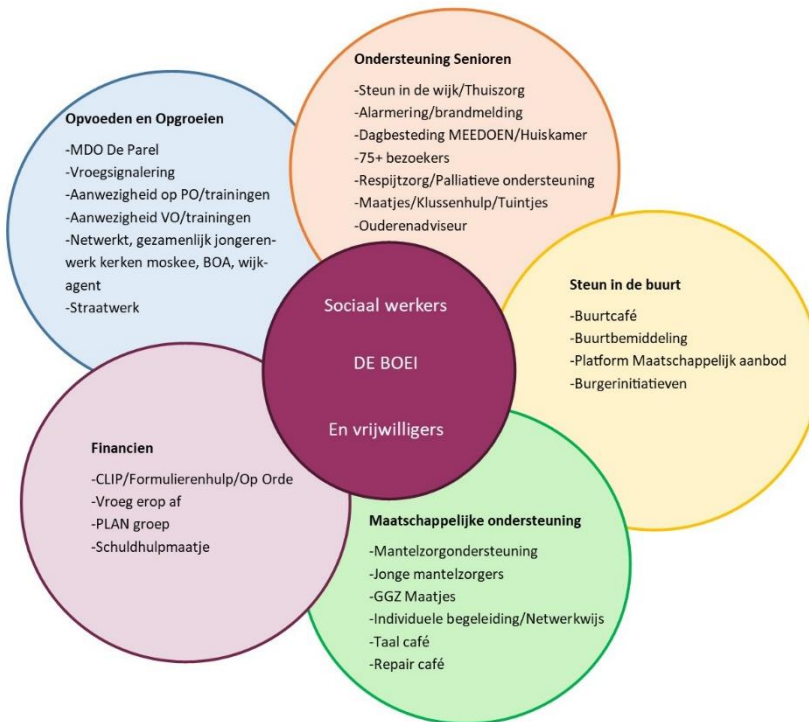 Ondersteuning Senioren
-Steun in de wijk/Thuiszorg
-Alarmering/brandmelding
-Dagbesteding MEEDOEN/Huiskamer
-75+ bezoekers
-Respijtzorg/Palliatieve ondersteuning
-Maatjes/Klussenhulp/Tuintjes
-Ouderenadviseur
Opvoeden en Opgroeien
-MDO De Parel
-Vroegsignalering
-Aanwezigheid op PO/trainingen
-Aanwezigheid VO/trainingen
-Netwerkt, gezamenlijk jongeren-
werk kerken moskee, BOA, wijk-
agent
-Straatwerk
Steun in de buurt
-Buurtcafé
-Buurtbemiddeling
-Platform Maatschappelijk aanbod
-Burgerinitiatieven
Sociaal werkers
DE BOEI
En vrijwilligers
Financien
-CLIP/Formulierenhulp/Op Orde
-Vroeg erop af
-PLAN groep
-Schuldhulpmaatje
Maatschappelijke ondersteuning
-Mantelzorgondersteuning
-Jonge mantelzorgers
-GGZ Maatjes
-Individuele begeleiding/Netwerkwijs
-Taal café
-Repair café